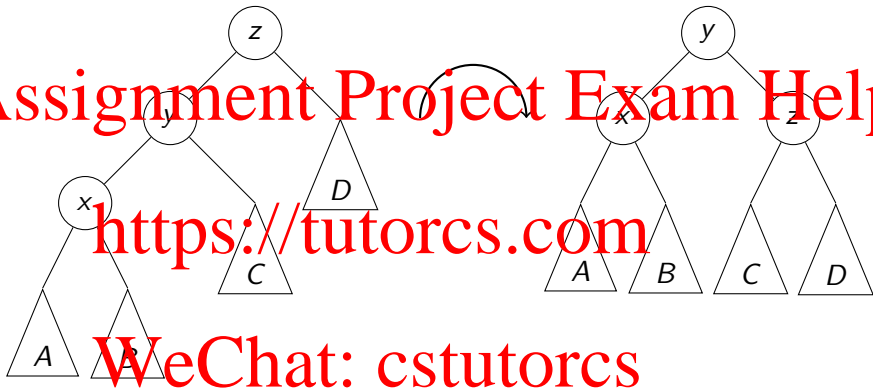 z y
Assignment Project Exam Help
y x z
D
x https://tutorcs.com
C A B C D
A B
WeChat: cstutorcs